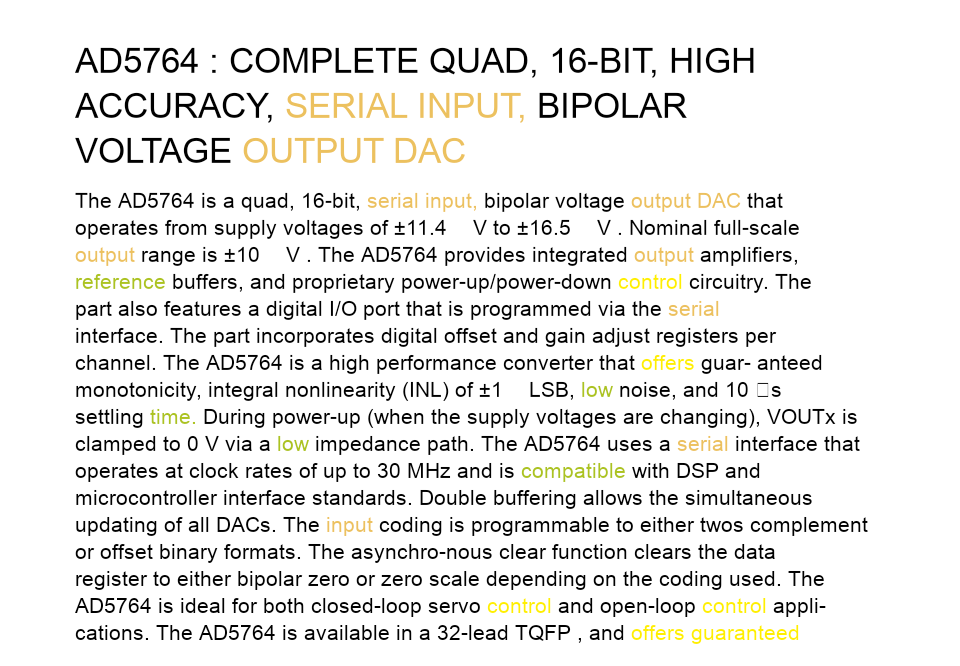 AD5764 : COMPLETE QUAD, 16-BIT, HIGH
ACCURACY, SERIAL INPUT, BIPOLAR
VOLTAGE OUTPUT DAC
The AD5764 is a quad, 16-bit, serial input, bipolar voltage output DAC that
operates from supply voltages of ±11.4 V to ±16.5 V . Nominal full-scale
output range is ±10 V . The AD5764 provides integrated output amplifiers,
reference buffers, and proprietary power-up/power-down control circuitry. The
part also features a digital I/O port that is programmed via the serial
interface. The part incorporates digital offset and gain adjust registers per
channel. The AD5764 is a high performance converter that offers guar- anteed
monotonicity, integral nonlinearity (INL) of ±1 LSB, low noise, and 10 □s
settling time. During power-up (when the supply voltages are changing), VOUTx is
clamped to 0 V via a low impedance path. The AD5764 uses a serial interface that
operates at clock rates of up to 30 MHz and is compatible with DSP and
microcontroller interface standards. Double buffering allows the simultaneous
updating of all DACs. The input coding is programmable to either twos complement
or offset binary formats. The asynchro-nous clear function clears the data
register to either bipolar zero or zero scale depending on the coding used. The
AD5764 is ideal for both closed-loop servo control and open-loop control appli-
cations. The AD5764 is available in a 32-lead TQFP , and offers guaranteed